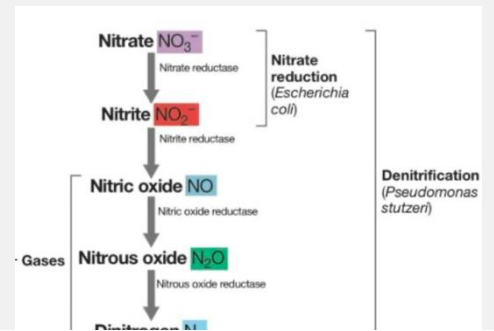 Nitrate NO₃⁻
Nitrate reductase
Nitrate
reduction
(Escherichia
coli)
Nitrite NO₂⁻
Nitrite reductase
Nitric oxide NO
Nitric oxide reductase
Denitrification
(Pseudomonas
stutzeri)
Gases
Nitrous oxide N₂O
Nitrous oxide reductase
Dinitrogen N